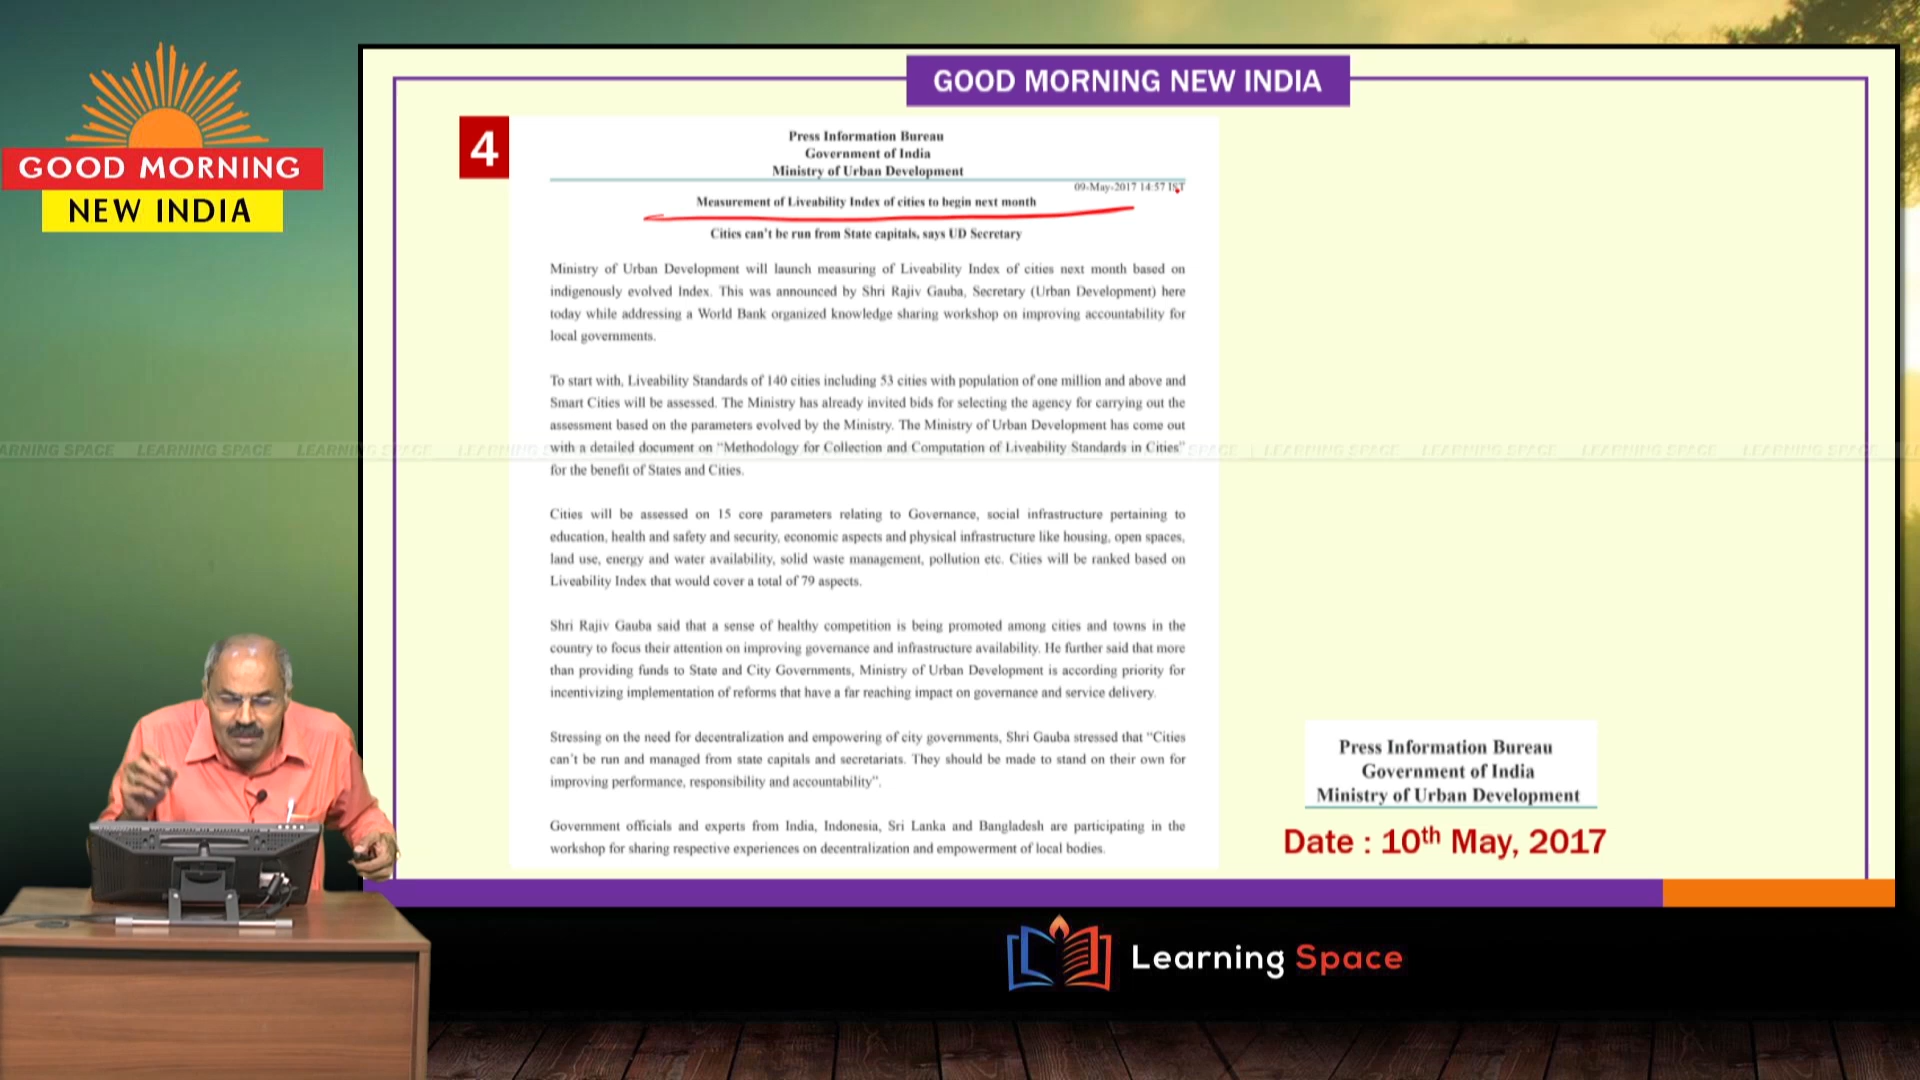 GOOD MORNING
NEW INDIA
GOOD MORNING NEW INDIA
4
Press Information Bureau
Government of India
Ministry of Urban Development
09-May-2017 14:57 IST
Measurement of Liveability Index of cities to begin next month
Cities can't be run from State capitals, says UD Secretary
Ministry of Urban Development will launch measuring of Liveability Index of cities next month based on
indigenously evolved Index. This was announced by Shri Rajiv Gauba, Secretary (Urban Development) here
today while addressing a World Bank organized knowledge sharing workshop on improving accountability for
local governments.
To start with, Liveability Standards of 140 cities including 53 cities with population of one million and above and
Smart Cities will be assessed. The Ministry has already invited bids for selecting the agency for carrying out the
assessment based on the parameters evolved by the Ministry. The Ministry of Urban Development has come out
with a detailed document on "Methodology for Collection and Computation of Liveability Standards in Cities"
for the benefit of States and Cities.
Cities will be assessed on 15 core parameters relating to Governance, social infrastructure pertaining to
education, health and safety and security, economic aspects and physical infrastructure like housing, open spaces,
land use, energy and water availability, solid waste management, pollution etc. Cities will be ranked based on
Liveability Index that would cover a total of 79 aspects.
Shri Rajiv Gauba said that a sense of healthy competition is being promoted among cities and towns in the
country to focus their attention on improving governance and infrastructure availability. He further said that more
than providing funds to State and City Governments, Ministry of Urban Development is according priority for
incentivizing implementation of reforms that have a far reaching impact on governance and service delivery.
Stressing on the need for decentralization and empowering of city governments, Shri Gauba stressed that "Cities
can't be run and managed from state capitals and secretariats. They should be made to stand on their own for
improving performance, responsibility and accountability".
Government officials and experts from India, Indonesia, Sri Lanka and Bangladesh are participating in the
workshop for sharing respective experiences on decentralization and empowerment of local bodies.
Press Information Bureau
Government of India
Ministry of Urban Development
Date : 10th May, 2017
ARNING SPACE LEARNING SPACE LEARNING SPACE LEARNING SPACE LEARNING SPACE LEARNING SPACE LEARNING SPACE
Learning Space